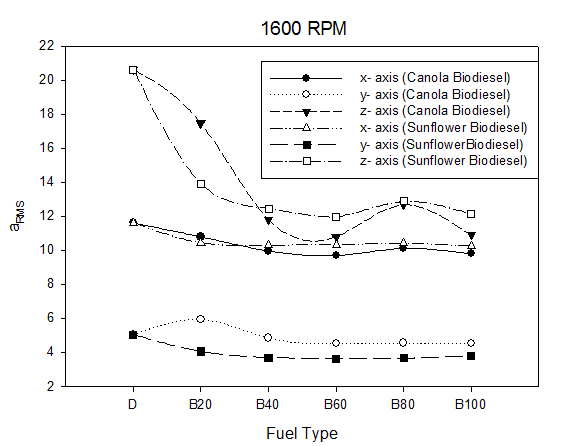 1600 RPM
22
20
18
16
14
12
10
8
6
4
2
aRMS
x- axis (Canola Biodiesel)
y- axis (Canola Biodiesel)
z- axis (Canola Biodiesel)
x- axis (Sunflower Biodiesel)
y- axis (SunflowerBiodiesel)
z- axis (Sunflower Biodiesel)
D B20 B40 B60 B80 B100
Fuel Type